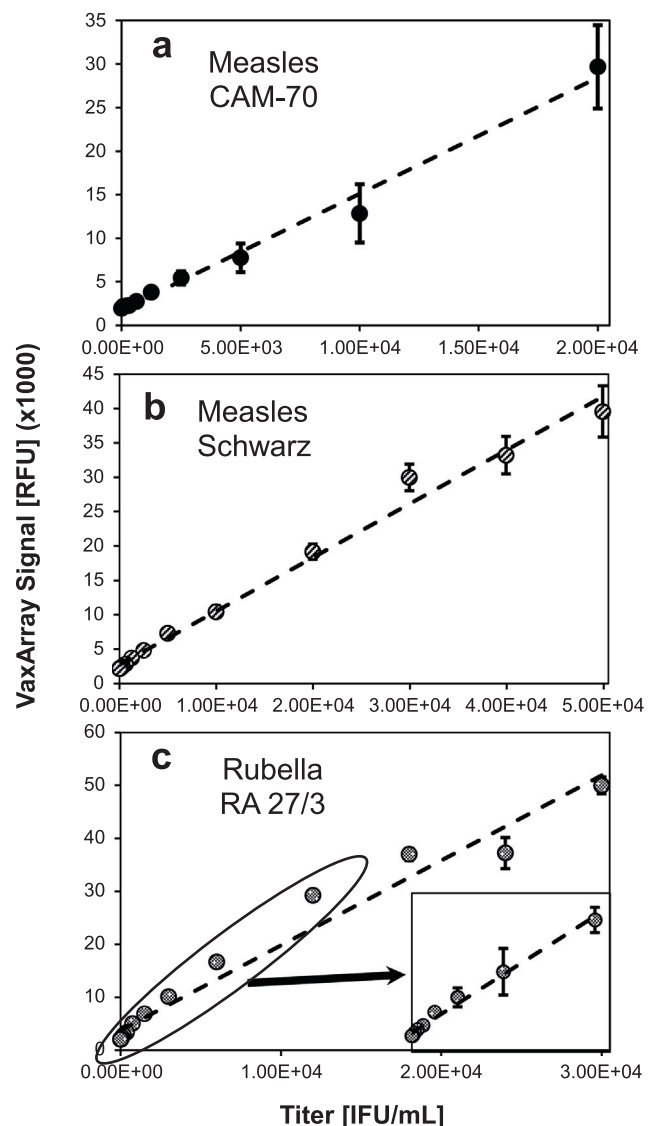 VaxArray Signal [RFU] (x1000)
a
Measles
CAM-70
35
30
25
20
15
10
5
0
0.00E+00 5.00E+03 1.00E+04 1.50E+04 2.00E+04
b
Measles
Schwarz
45
40
35
30
25
20
15
10
5
0
0.00E+00 1.00E+04 2.00E+04 3.00E+04 4.00E+04 5.00E+04
c
Rubella
RA 27/3
60
50
40
30
20
10
0
0.00E+00 1.00E+04 2.00E+04 3.00E+04
Titer [IFU/mL]